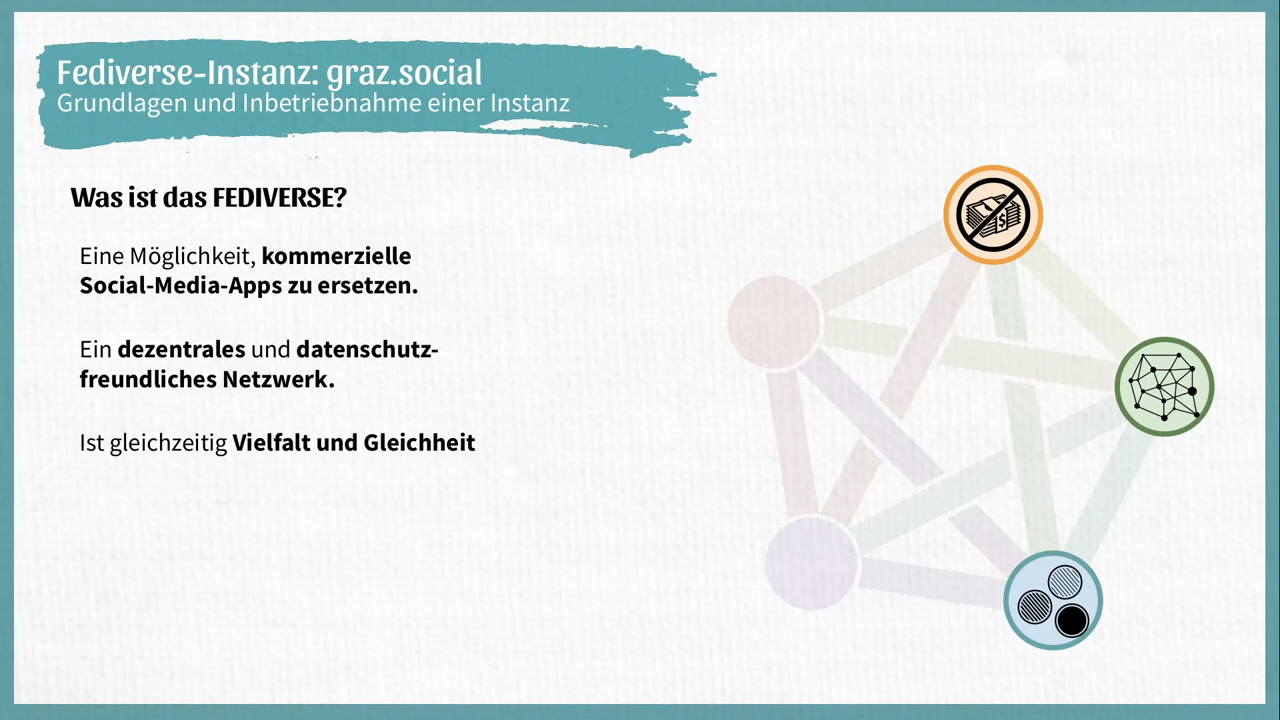 Fediverse-Instanz: graz.social
Grundlagen und Inbetriebnahme einer Instanz
Was ist das FEDIVERSE?
Eine Möglichkeit, kommerzielle
Social-Media-Apps zu ersetzen.
Ein dezentrales und datenschutz-
freundliches Netzwerk.
Ist gleichzeitig Vielfalt und Gleichheit
$